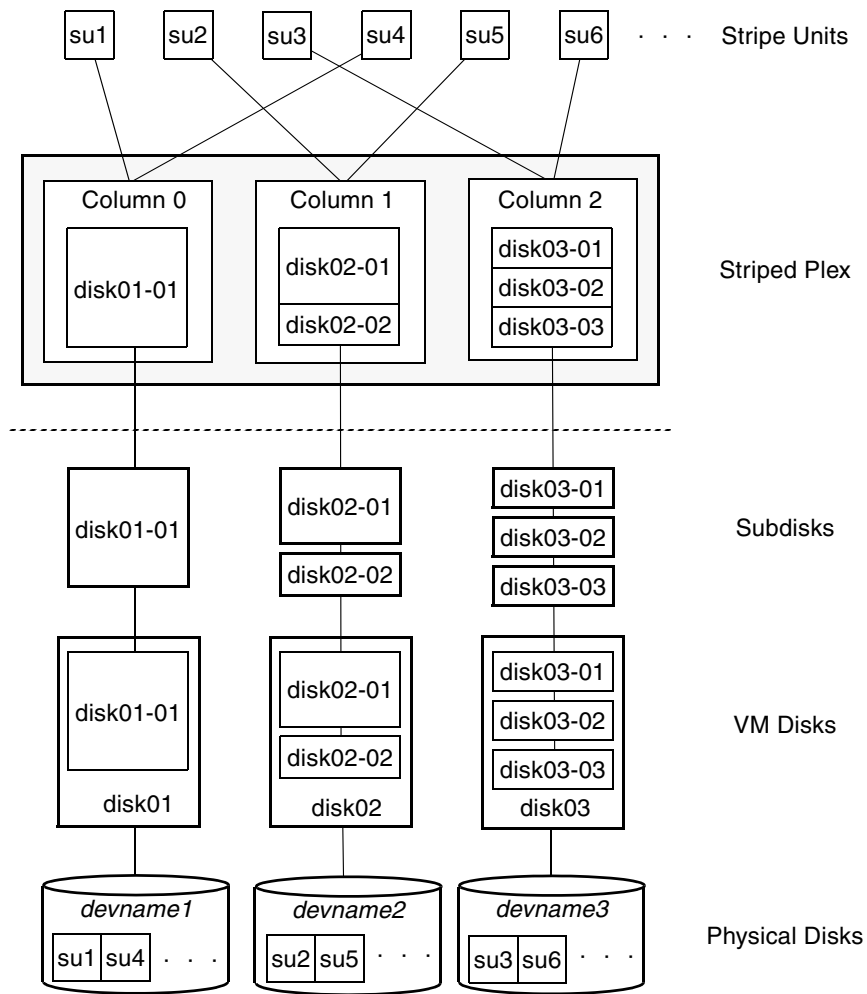 su1 su2 su3 su4 su5 su6 . . . Stripe Units
Column 0 Column 1 Column 2
disk01-01 disk02-01 disk03-01
disk03-02 Striped Plex
disk02-02 disk03-03
disk01-01 disk02-01 disk03-01
disk03-02 Subdisks
disk02-02 disk03-03
disk01-01 disk02-01 disk03-01
disk03-02 VM Disks
disk02-02 disk03-03
disk01 disk02 disk03
devname1 devname2 devname3
Physical Disks
su1 su4 . . . su2 su5 . . . su3 su6 . . .